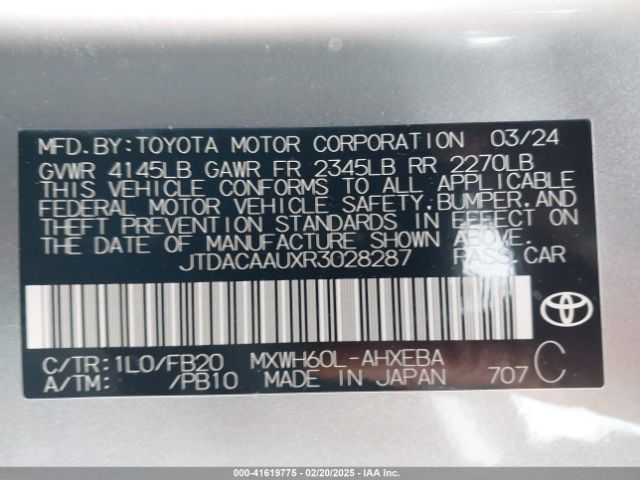 MFD.BY:TOYOTA MOTOR CORPORATION 03/24
GVWR 4145LB GAWR FR 2345LB RR 2270LB
THIS VEHICLE CONFORMS TO ALL APPLICABLE
FEDERAL MOTOR VEHICLE SAFETY,BUMPER,AND
THEFT PREVENTION STANDARDS IN EFFECT ON
THE DATE OF MANUFACTURE SHOWN ABOVE.
JTDACAAUXR3028287 PASS.CAR
C/TR:1L0/FB20 MXWH60L-AHXEBA
A/TM: /PB10 MADE IN JAPAN 707 C
000-41619775 — 02/20/2025 — IAA Inc. (IAA)